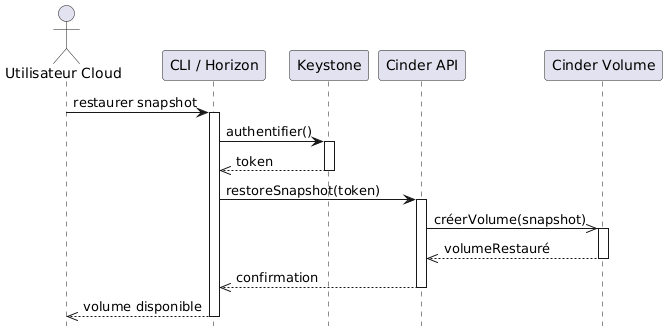 Utilisateur Cloud
CLI / Horizon
Keystone
Cinder API
Cinder Volume
restaurer snapshot
authentifier()
token
restoreSnapshot(token)
créerVolume(snapshot)
volumeRestauré
confirmation
volume disponible